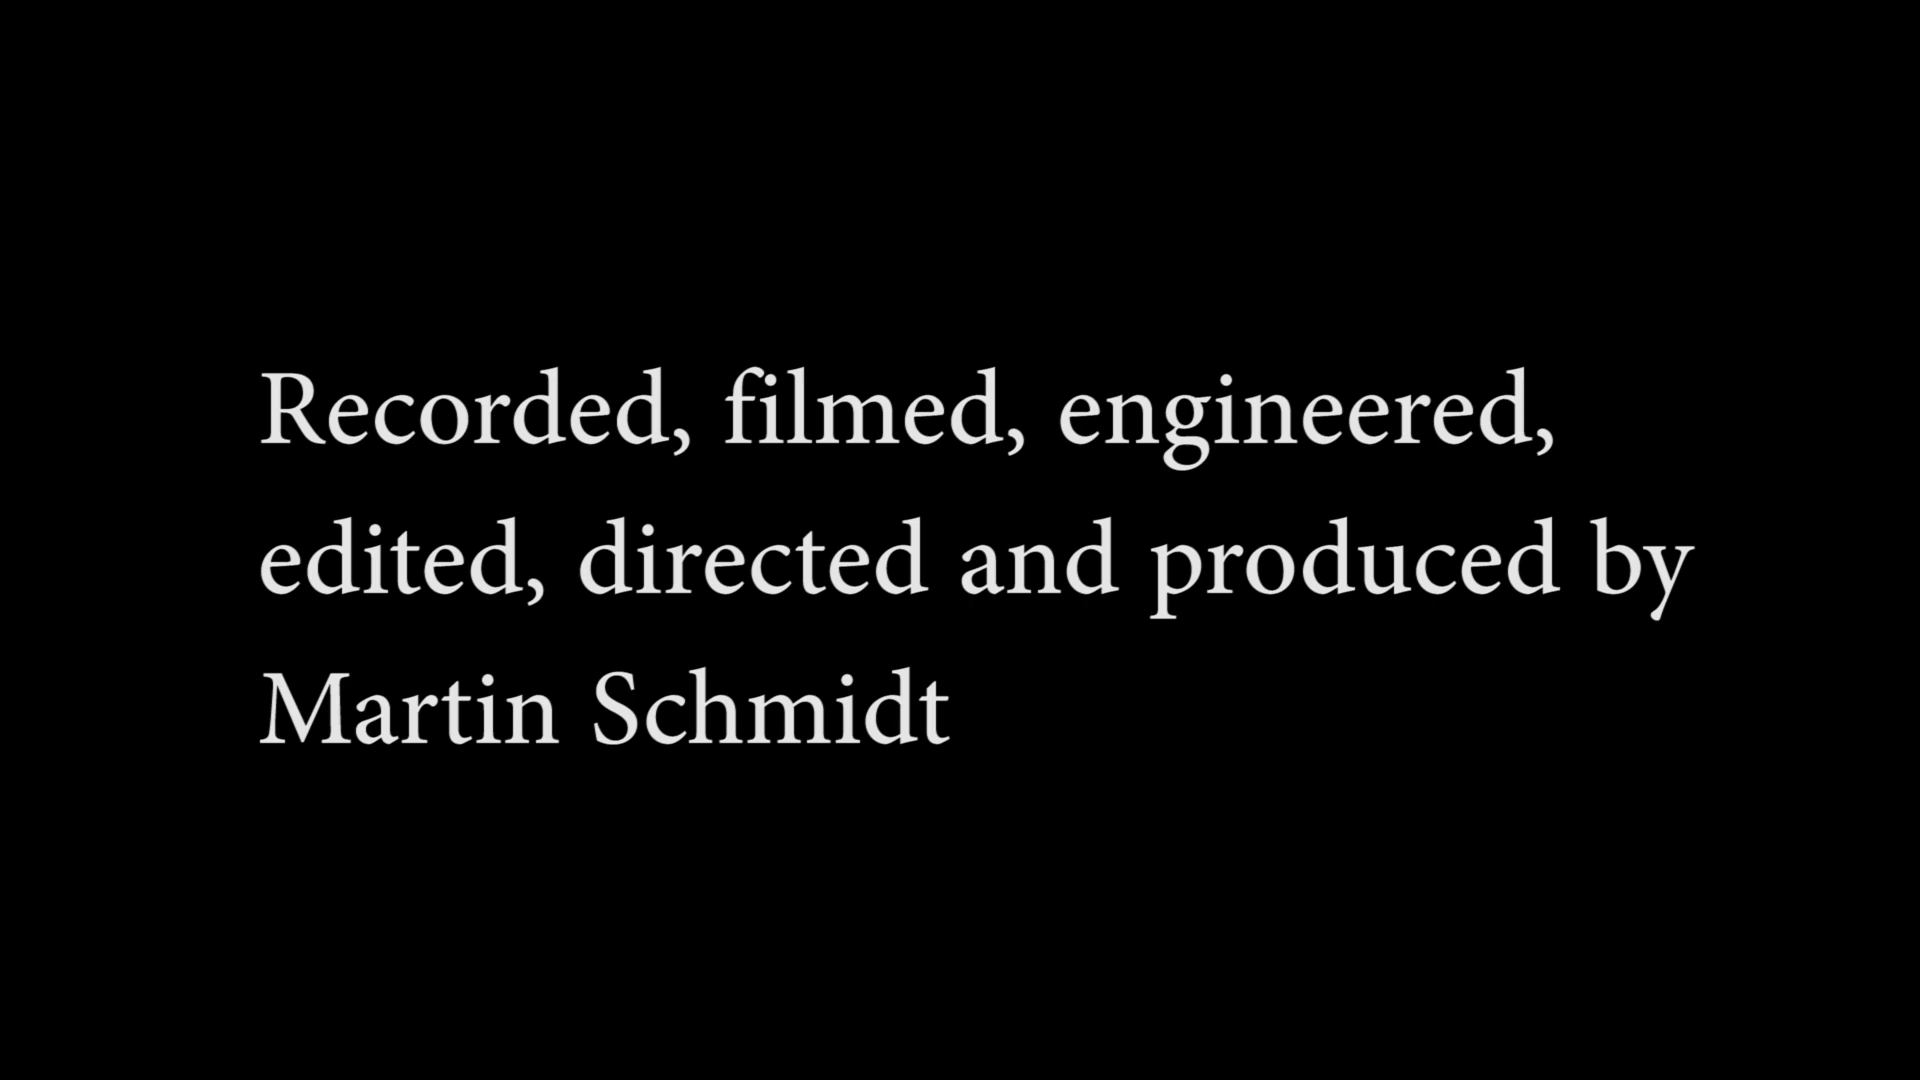 Recorded, filmed, engineered,
edited, directed and produced by
Martin Schmidt